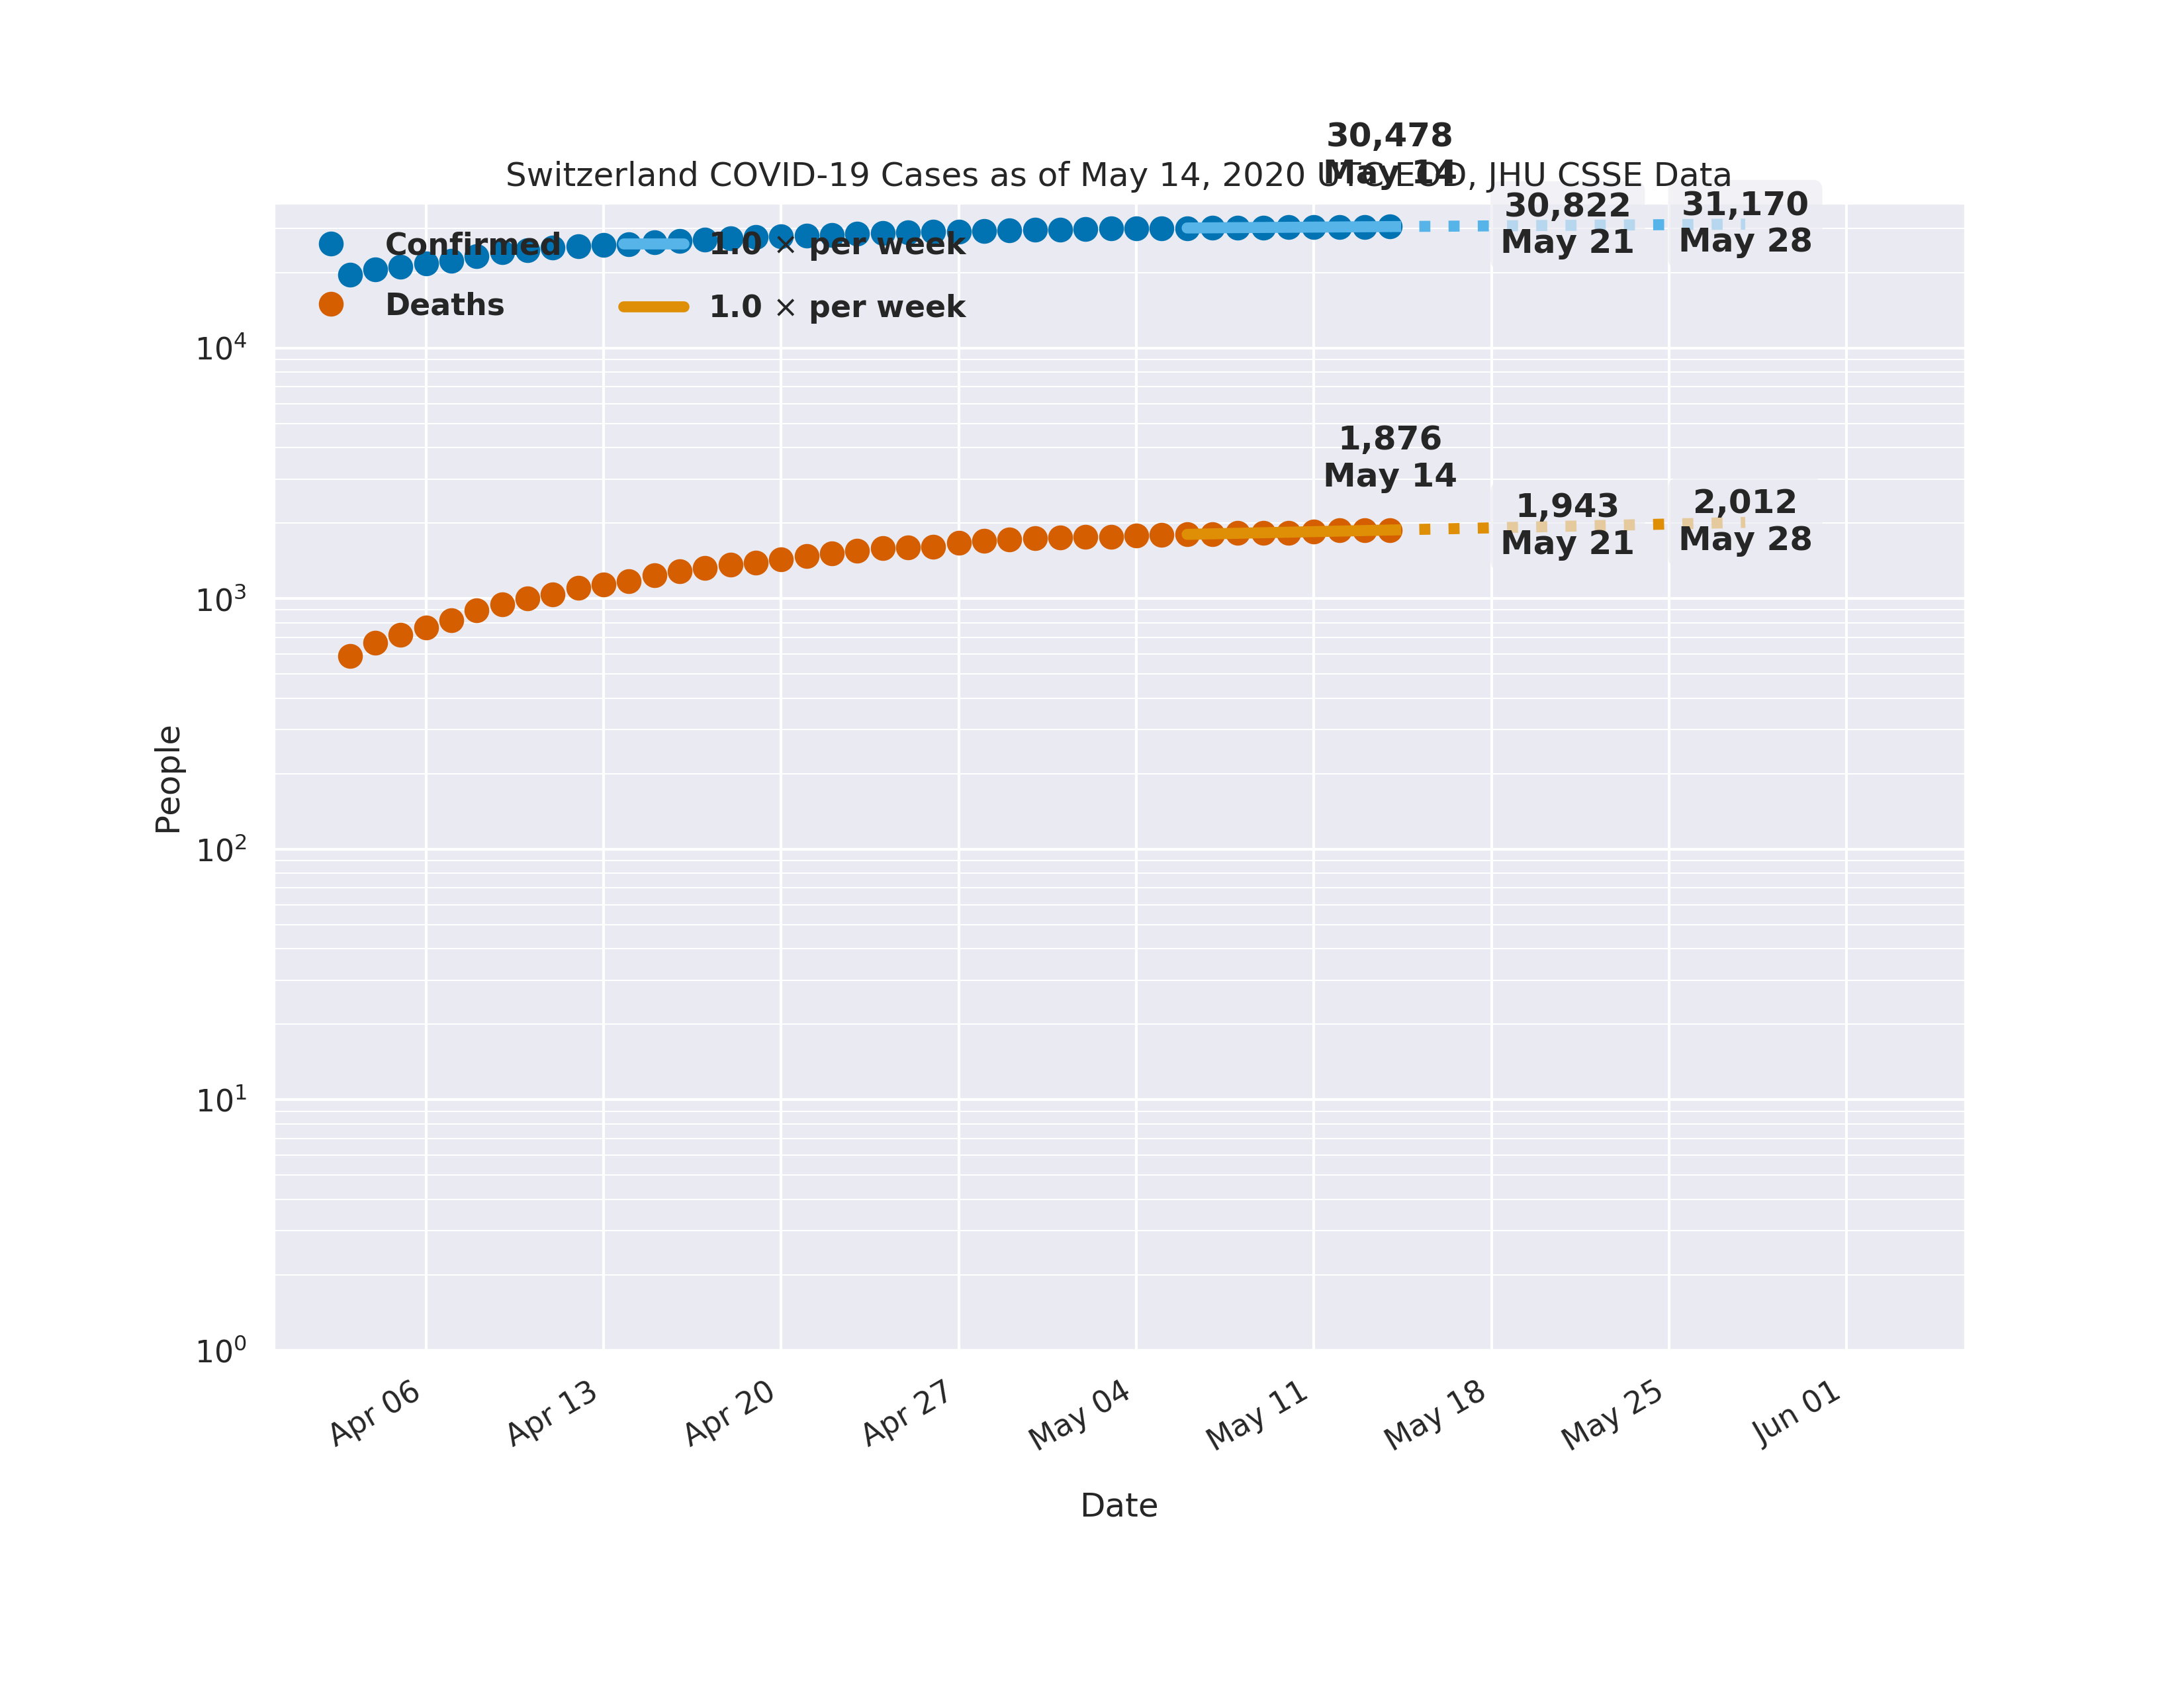 30,478
May 14
Switzerland COVID-19 Cases as of May 14, 2020 UTC EOD, JHU CSSE Data
30,822
May 21
31,170
May 28
Confirmed
1.0 × per week
Deaths
1.0 × per week
1,876
May 14
1,943
May 21
2,012
May 28
10⁴
10³
10²
10¹
10⁰
People
Apr 06
Apr 13
Apr 20
Apr 27
May 04
May 11
May 18
May 25
Jun 01
Date